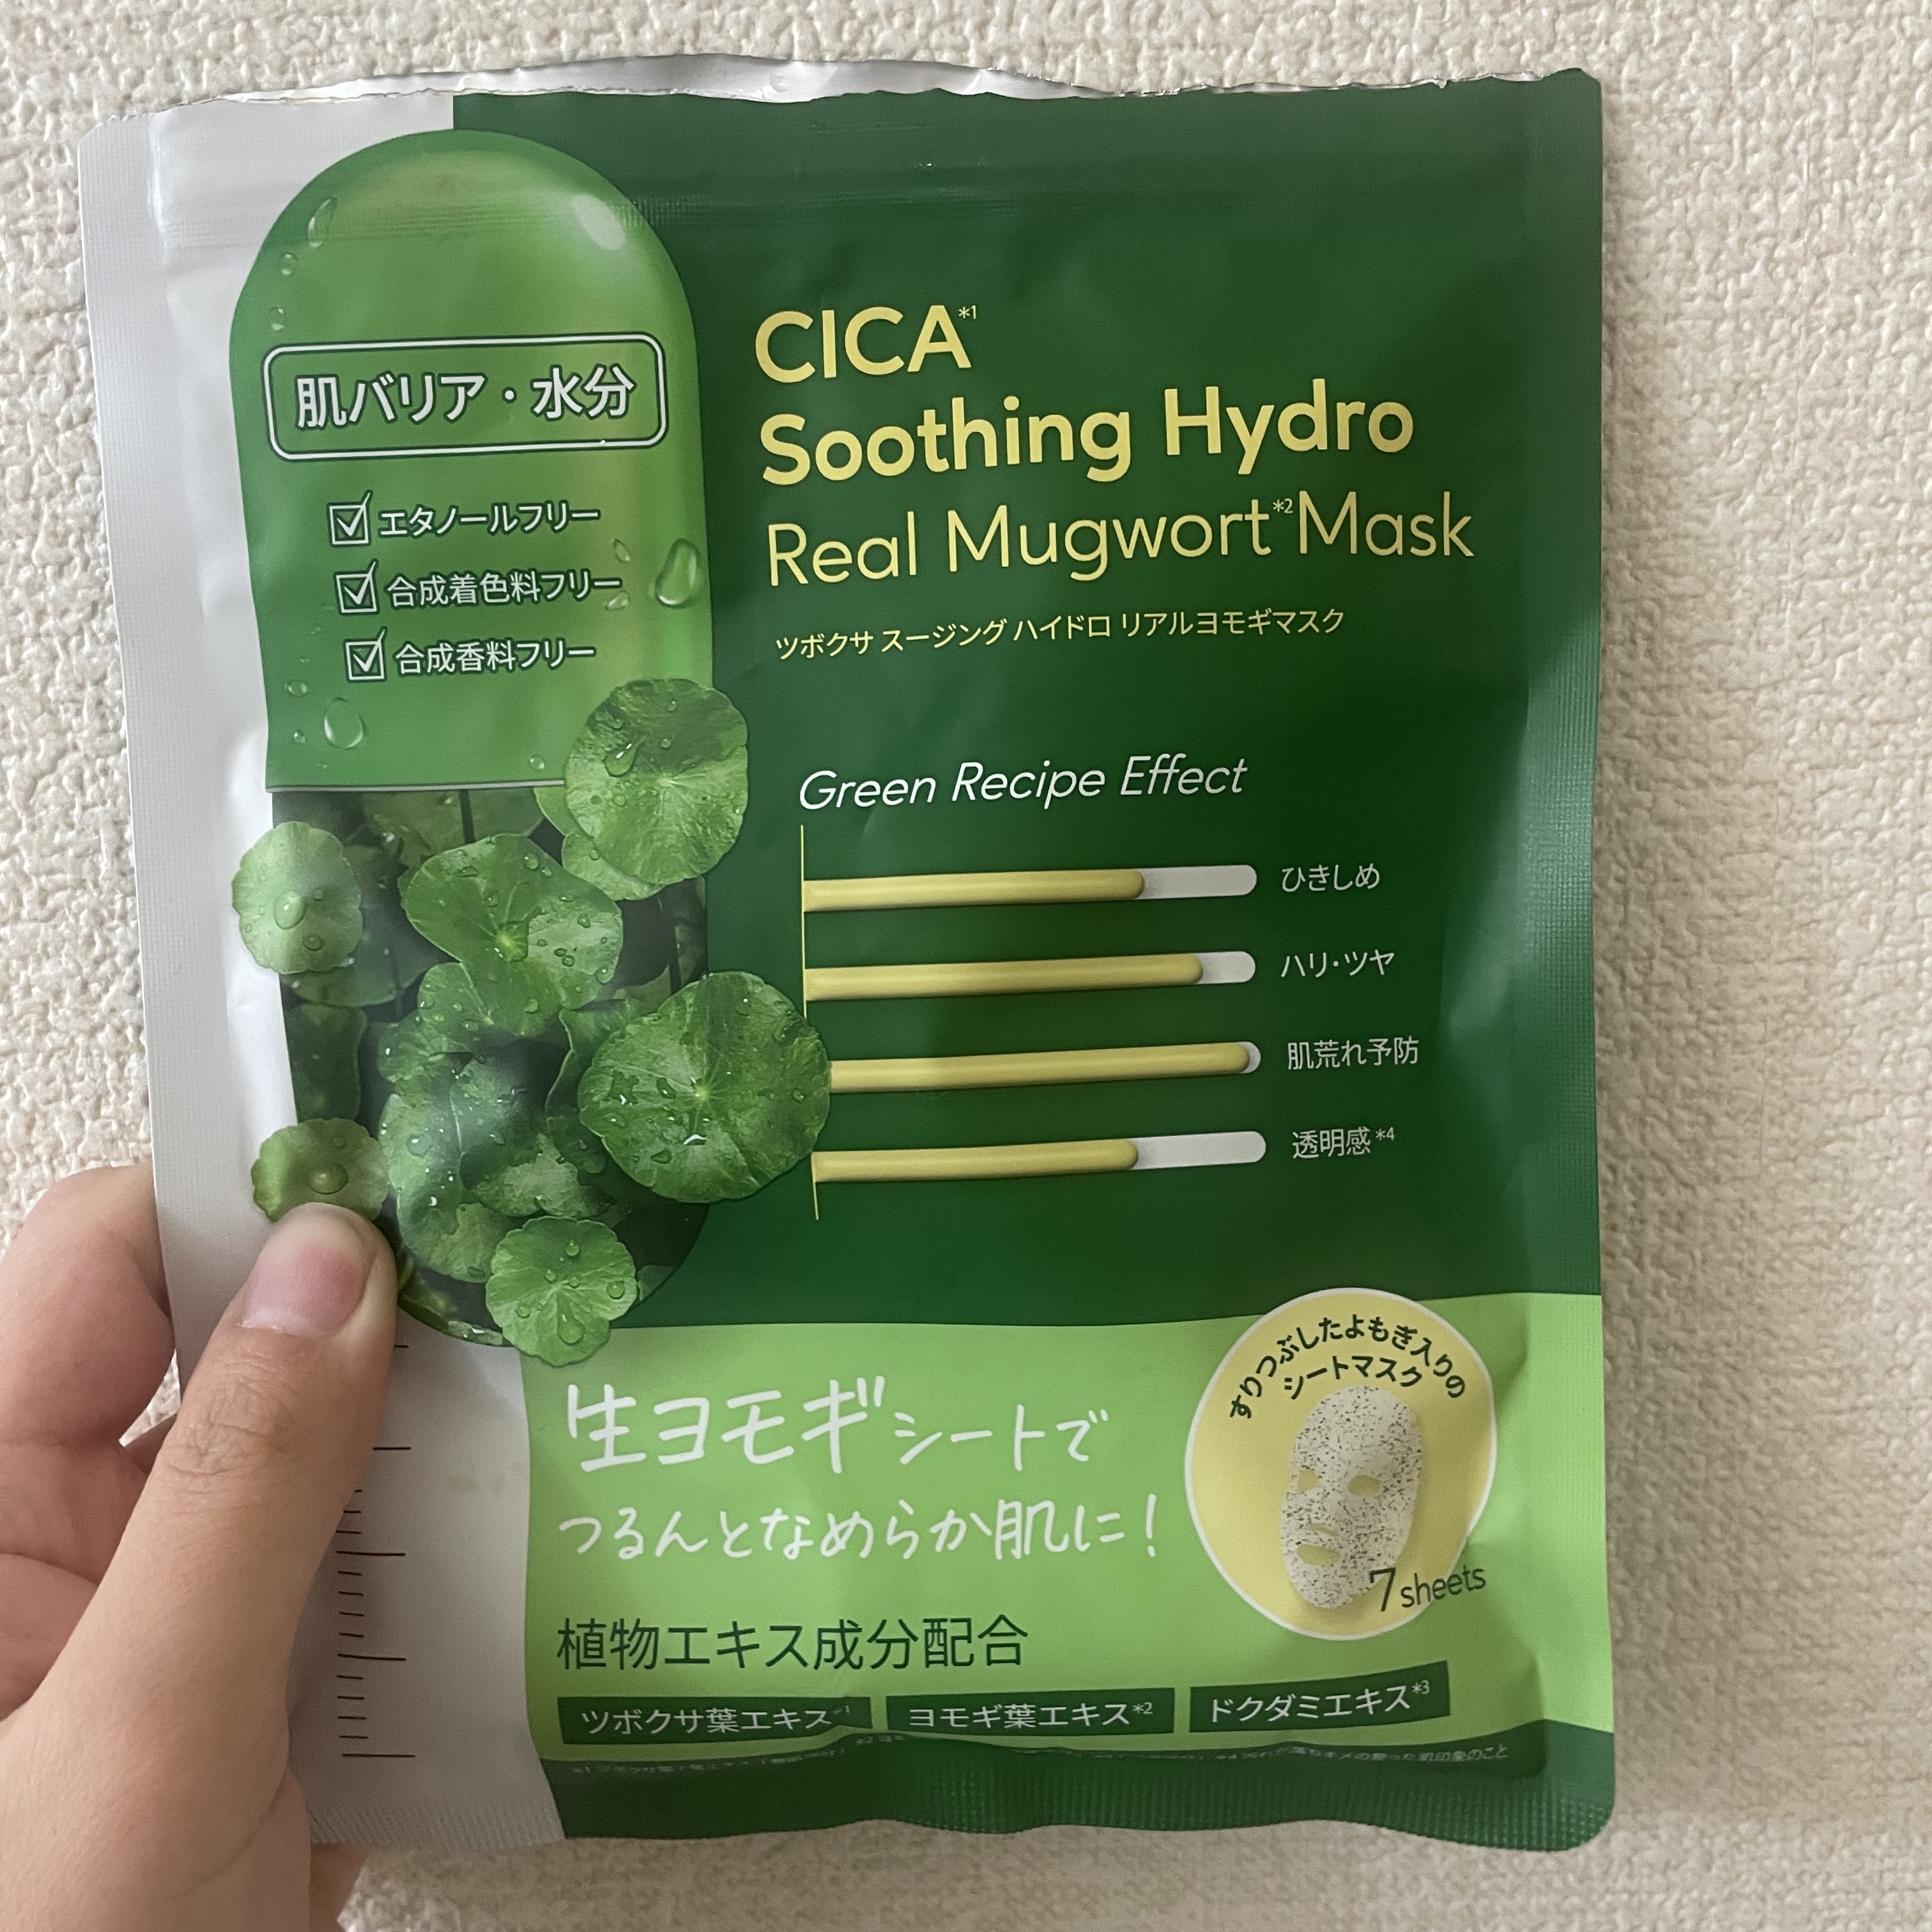 肌バリア・水分
エタノールフリー
合成着色料フリー
合成香料フリー
CICA*1
Soothing Hydro
Real Mugwort*2 Mask
ツボクサ スージング ハイドロ リアルヨモギマスク
Green Recipe Effect
ひきしめ
ハリ・ツヤ
肌荒れ予防
透明感*4
すりつぶしたよもぎ入りの
シートマスク
7sheets
生ヨモギシートで
つるんとなめらか肌に!
植物エキス成分配合
ツボクサ葉エキス*1
ヨモギ葉エキス*2
ドクダミエキス*3
肌印象のこと